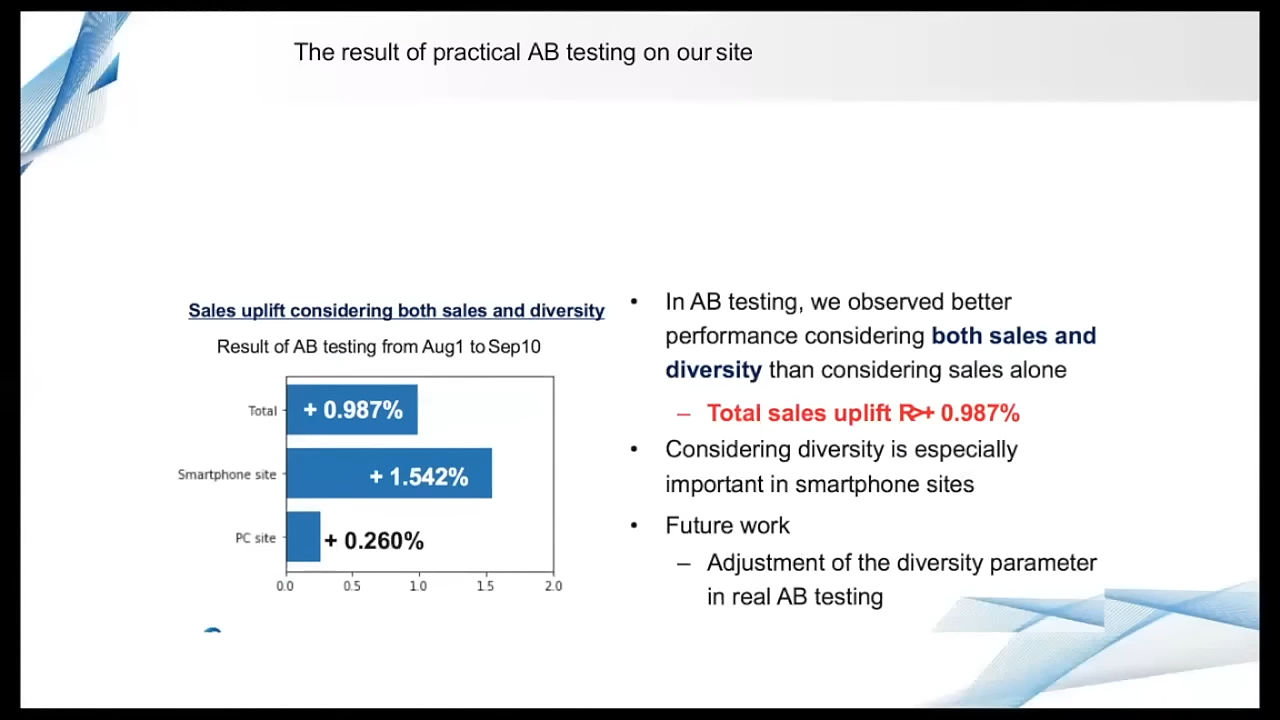 The result of practical AB testing on our site
Sales uplift considering both sales and diversity
Result of AB testing from Aug1 to Sep10
Total
+ 0.987%
Smartphone site
+ 1.542%
PC site
+ 0.260%
0.0 0.5 1.0 1.5 2.0
• In AB testing, we observed better
performance considering both sales and
diversity than considering sales alone
– Total sales uplift + 0.987%
• Considering diversity is especially
important in smartphone sites
• Future work
– Adjustment of the diversity parameter
in real AB testing